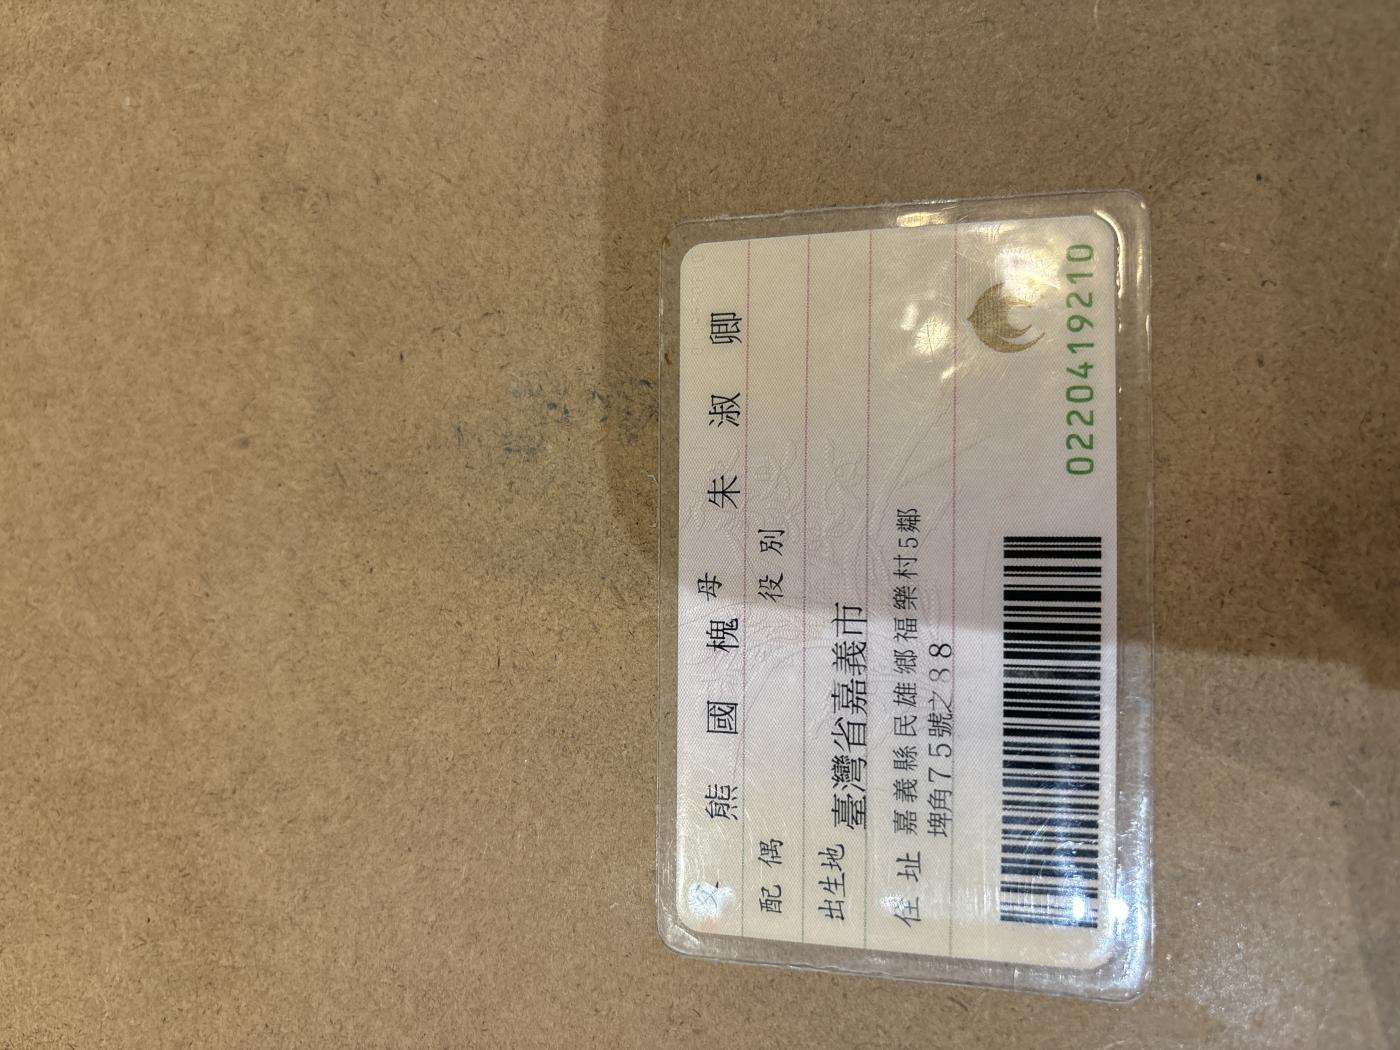 父 熊國槐 母 朱淑卿
配偶 役別
出生地 臺灣省嘉義市
住址 嘉義縣民雄鄉福樂村5鄰
埤角75號之88
0220419210